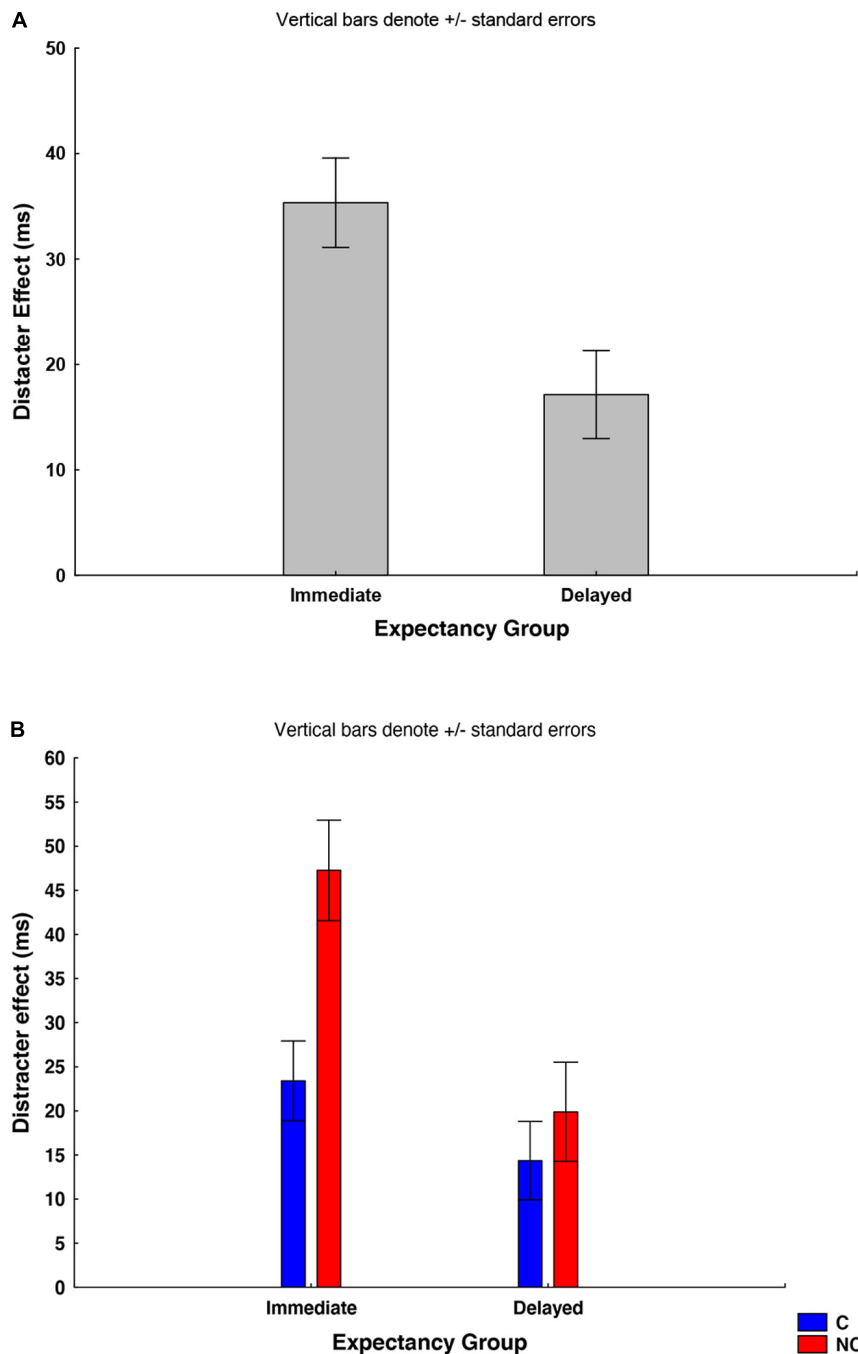 A
Vertical bars denote +/- standard errors
50
40
30
20
10
0
Distacter Effect (ms)
Immediate
Delayed
Expectancy Group
B
Vertical bars denote +/- standard errors
60
55
50
45
40
35
30
25
20
15
10
5
0
Distracter effect (ms)
Immediate
Delayed
Expectancy Group
C
NC